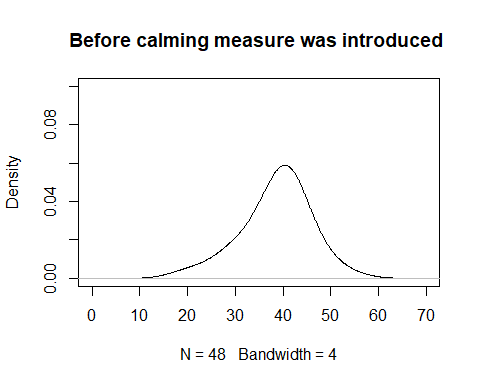 Before calming measure was introduced
Density
0.00
0.04
0.08
0 10 20 30 40 50 60 70
N = 48 Bandwidth = 4